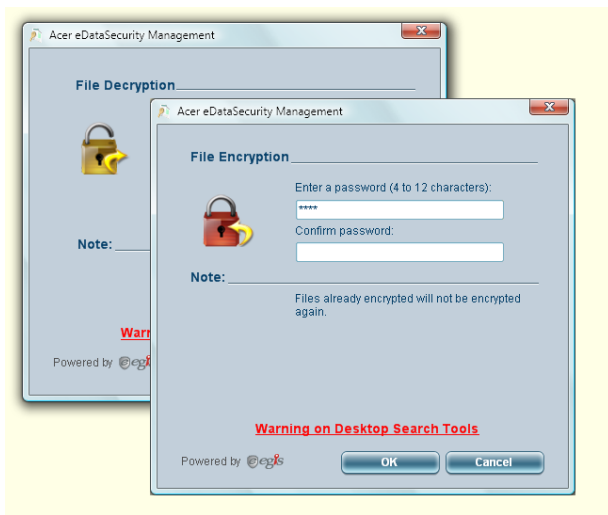 Acer eDataSecurity Management
File Decryption
Note:
Warn
Powered by egis
Acer eDataSecurity Management
File Encryption
Enter a password (4 to 12 characters):
****
Confirm password:
Note:
Files already encrypted will not be encrypted
again.
Warning on Desktop Search Tools
Powered by egis
OK
Cancel